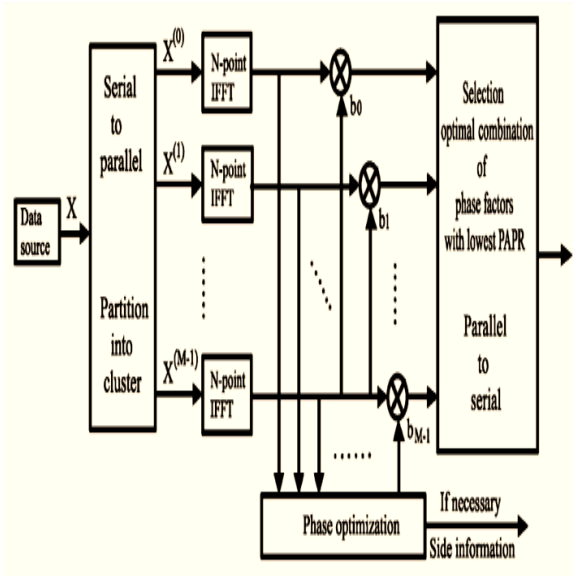 Data
source
X
Serial
to
parallel
Partition
into
cluster
X(0)
N-point
IFFT
b0
X(1)
N-point
IFFT
b1
X(M-1)
N-point
IFFT
bM-1
Selection
optimal combination
of
phase factors
with lowest PAPR
Parallel
to
serial
Phase optimization
If necessary
Side information